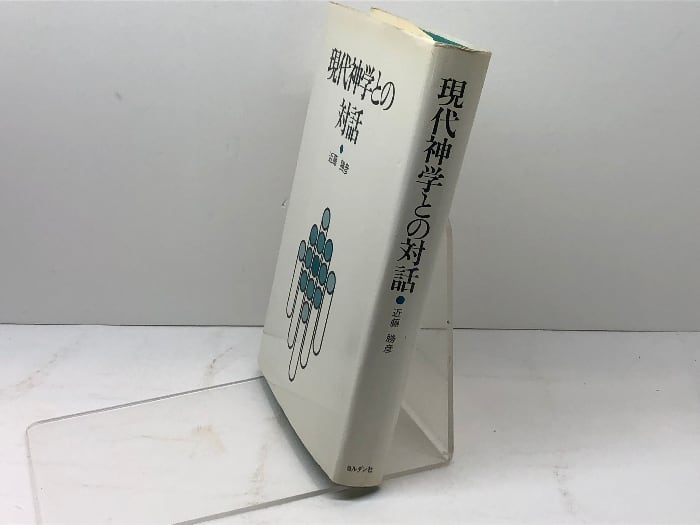 現代神学との
対話
近藤 勝彦
現代神学との対話
近藤 勝彦
ヨルダン社